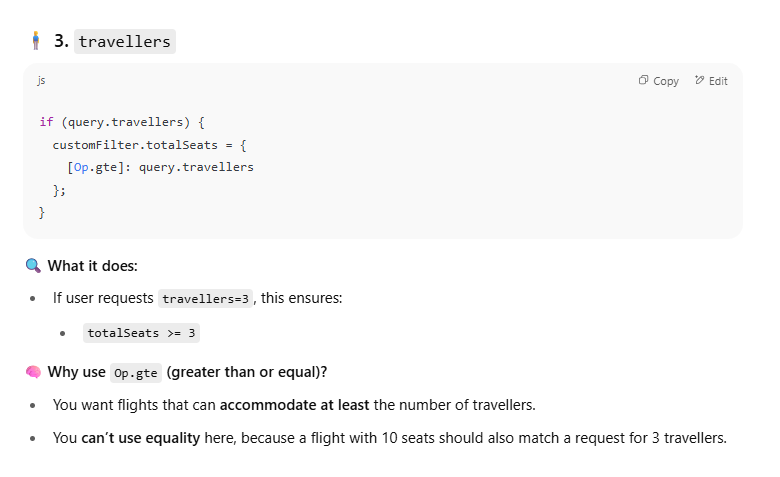 3. travellers
js
Copy
Edit
if (query.travellers) {
customFilter.totalSeats = {
[Op.gte]: query.travellers
};
}
What it does:
• If user requests travellers=3, this ensures:
• totalSeats >= 3
Why use Op.gte (greater than or equal)?
• You want flights that can accommodate at least the number of travellers.
• You can’t use equality here, because a flight with 10 seats should also match a request for 3 travellers.